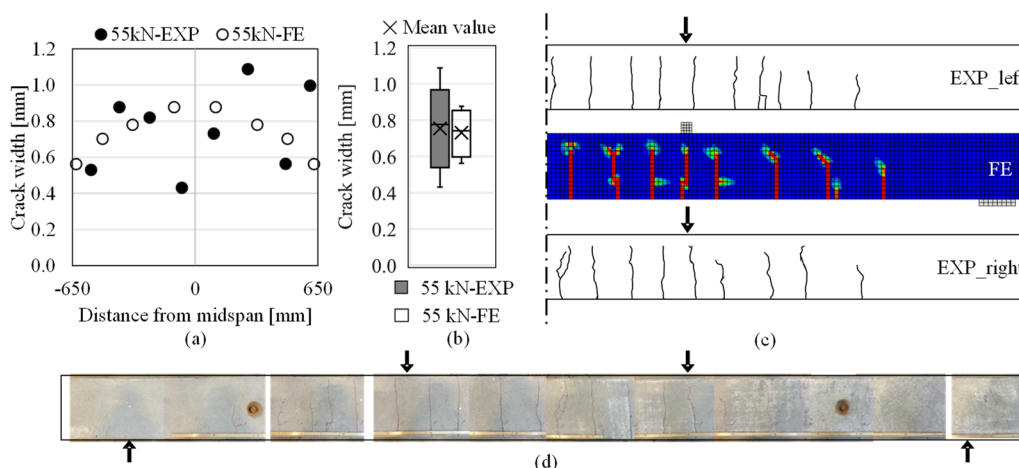 55kN-EXP 55kN-FE
Crack width [mm]
1.2
1.0
0.8
0.6
0.4
0.2
0.0
-650 0 650
Distance from midspan [mm]
(a)
Mean value
Crack width [mm]
1.2
1.0
0.8
0.6
0.4
0.2
0.0
55 kN-EXP
55 kN-FE
(b)
EXP_left
FE
EXP_right
(c)
(d)